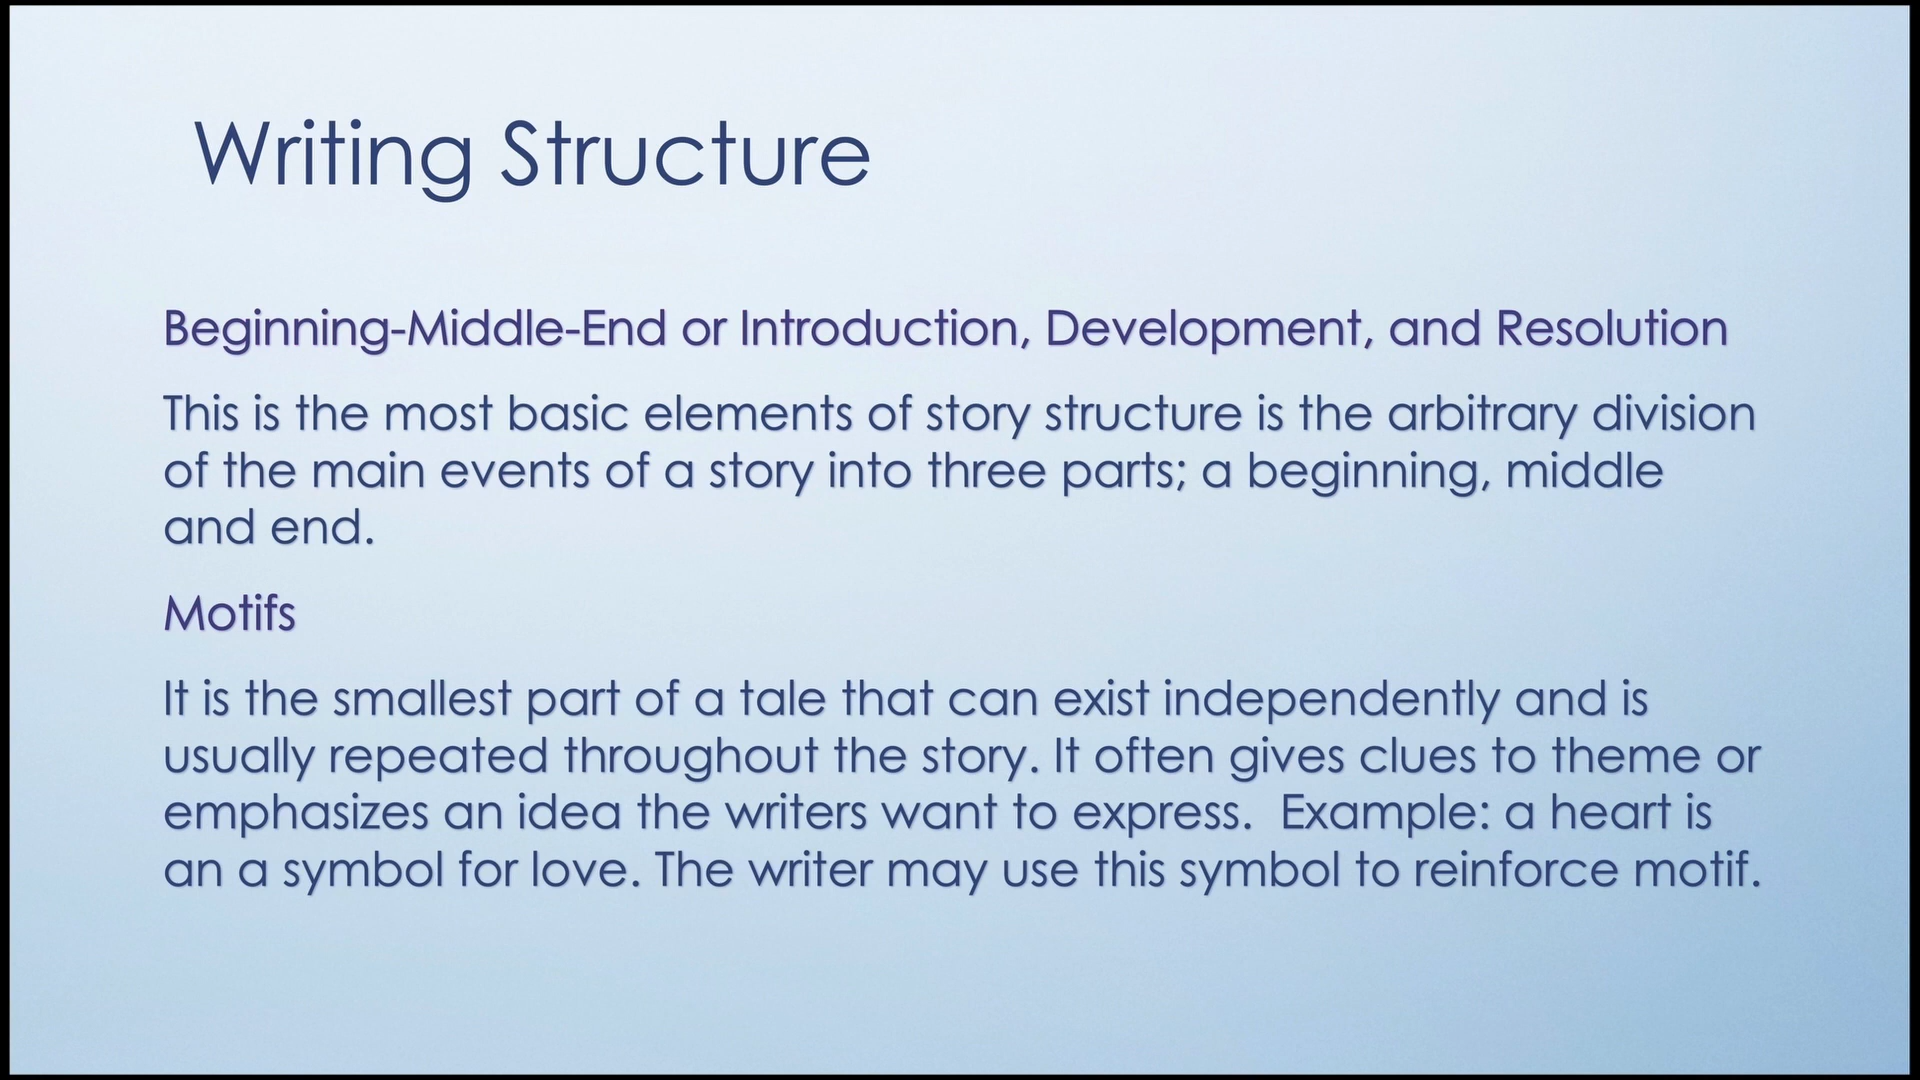 Writing Structure
Beginning-Middle-End or Introduction, Development, and Resolution
This is the most basic elements of story structure is the arbitrary division
of the main events of a story into three parts; a beginning, middle
and end.
Motifs
It is the smallest part of a tale that can exist independently and is
usually repeated throughout the story. It often gives clues to theme or
emphasizes an idea the writers want to express.  Example: a heart is
an a symbol for love. The writer may use this symbol to reinforce motif.